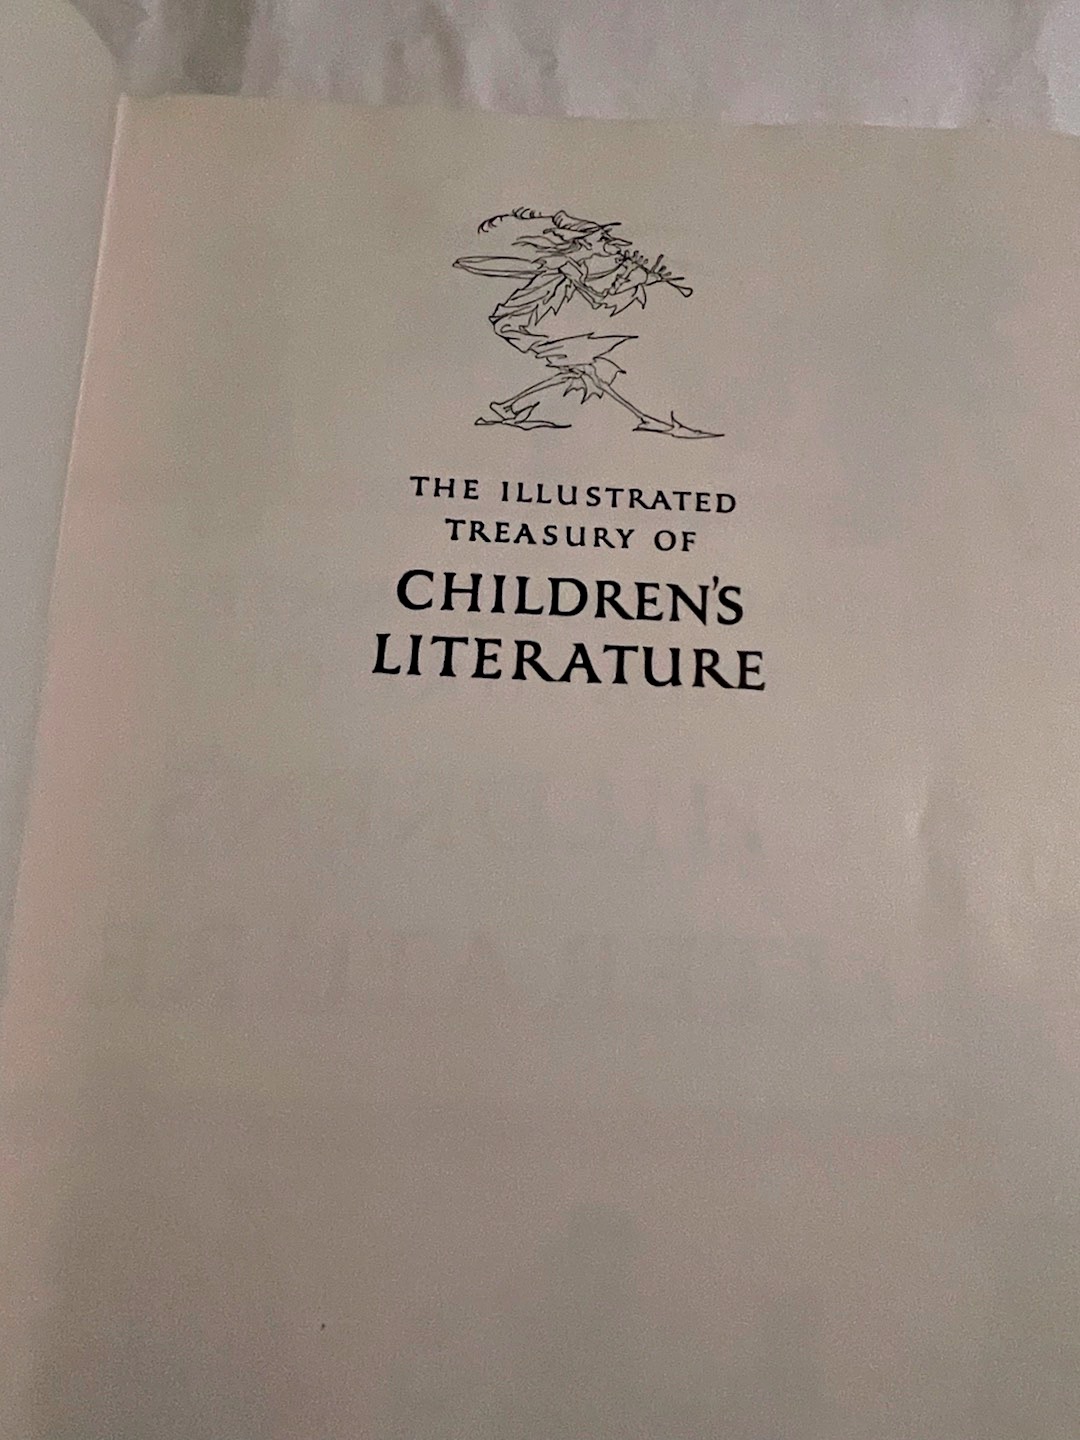 THE ILLUSTRATED
TREASURY OF
CHILDREN'S
LITERATURE